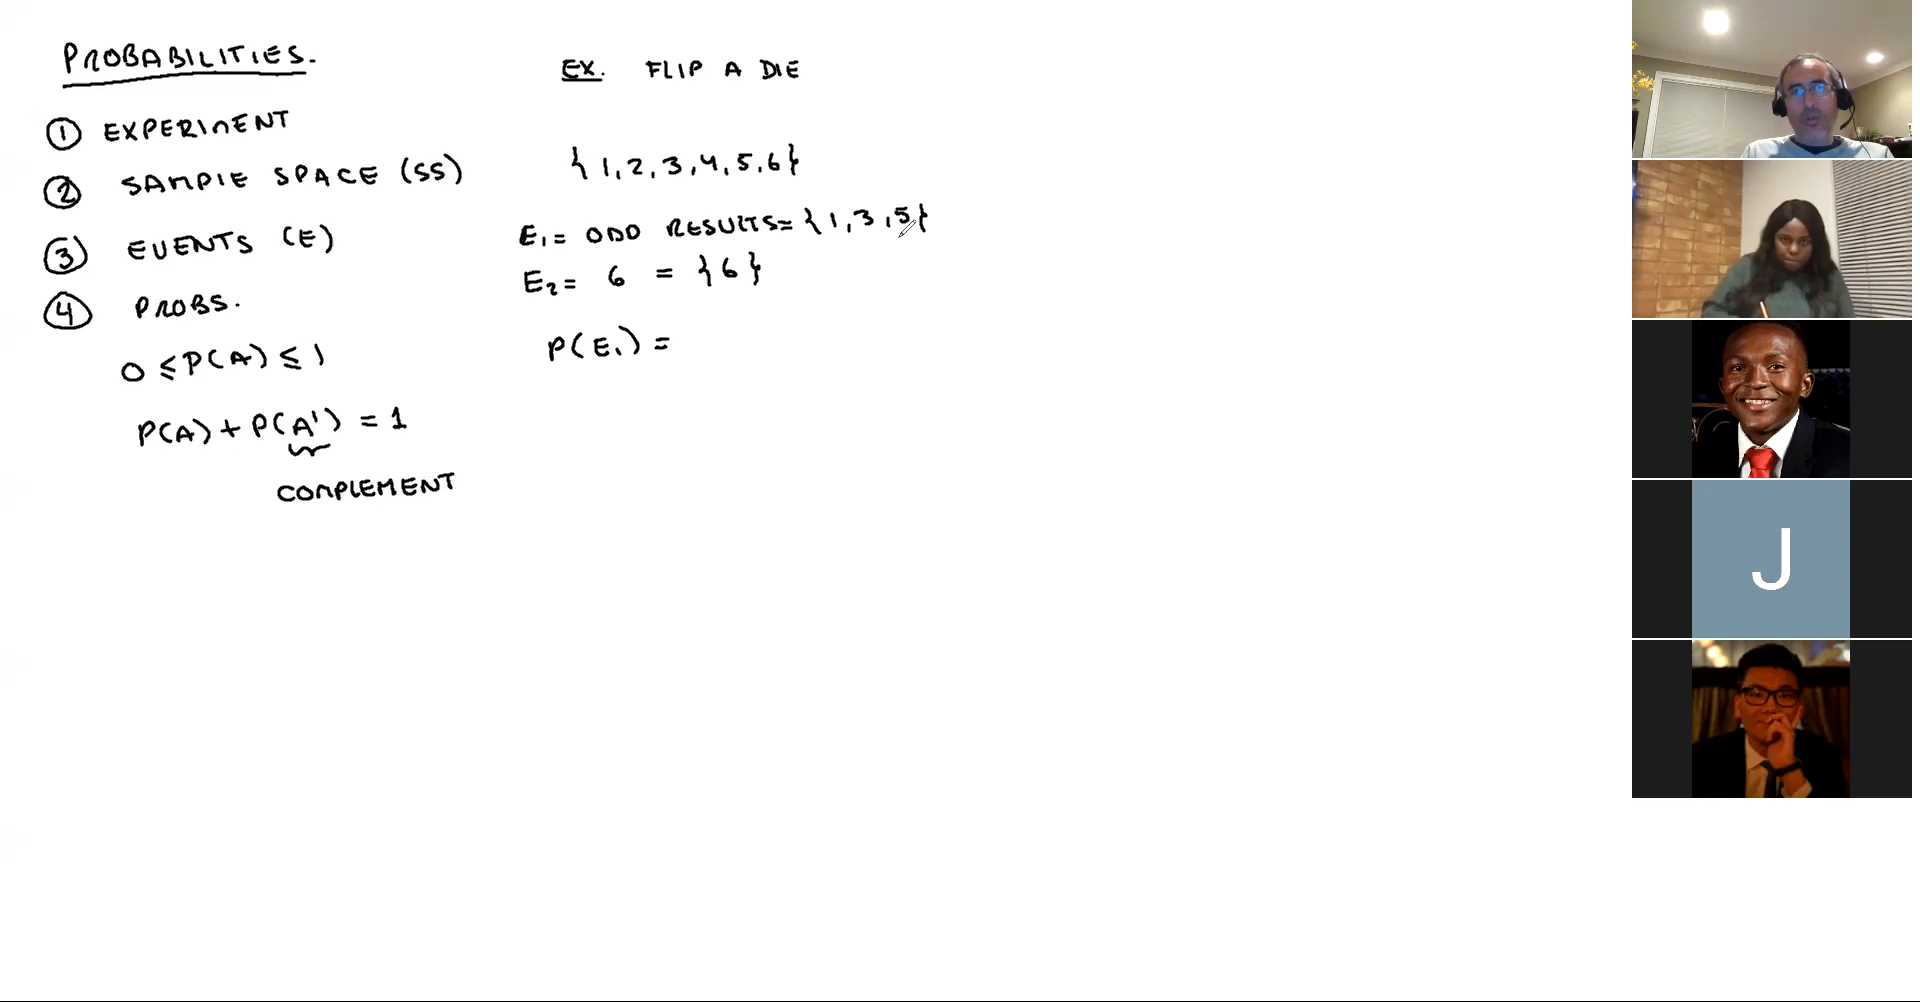 PROBABILITIES.
① EXPERIMENT
② SAMPLE SPACE (SS)
③ EVENTS (E)
④ PROBS.
0 ≤ P(A) ≤ 1
P(A) + P(A') = 1
COMPLEMENT
EX. FLIP A DIE
{ 1, 2, 3, 4, 5, 6 }
E₁ = ODD RESULTS = { 1, 3, 5 }
E₂ = 6 = { 6 }
P(E₁) =
J